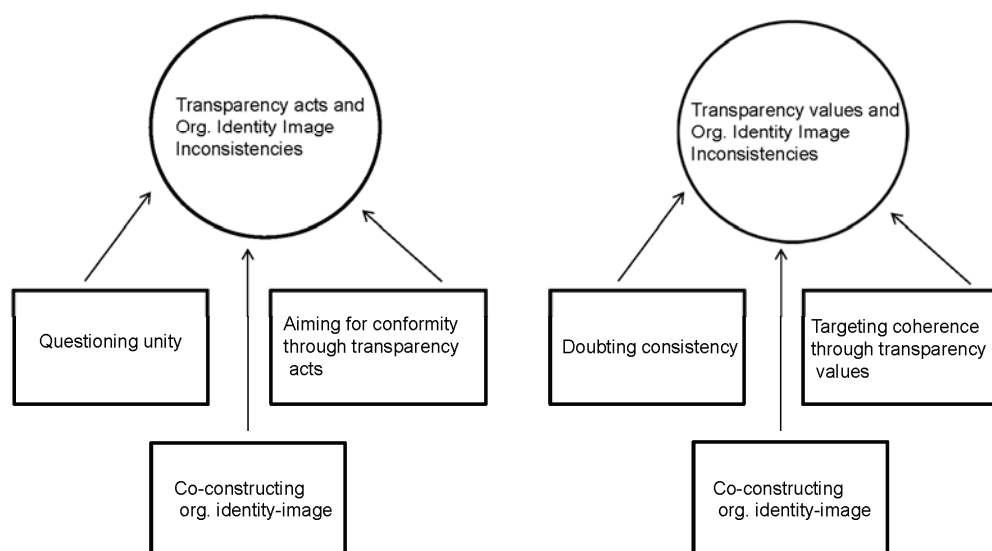 Transparency acts and
Org. Identity Image
Inconsistencies
Transparency values and
Org. Identity Image
Inconsistencies
Questioning unity
Aiming for conformity
through transparency
acts
Doubting consistency
Targeting coherence
through transparency
values
Co-constructing
org. identity-image
Co-constructing
org. identity-image